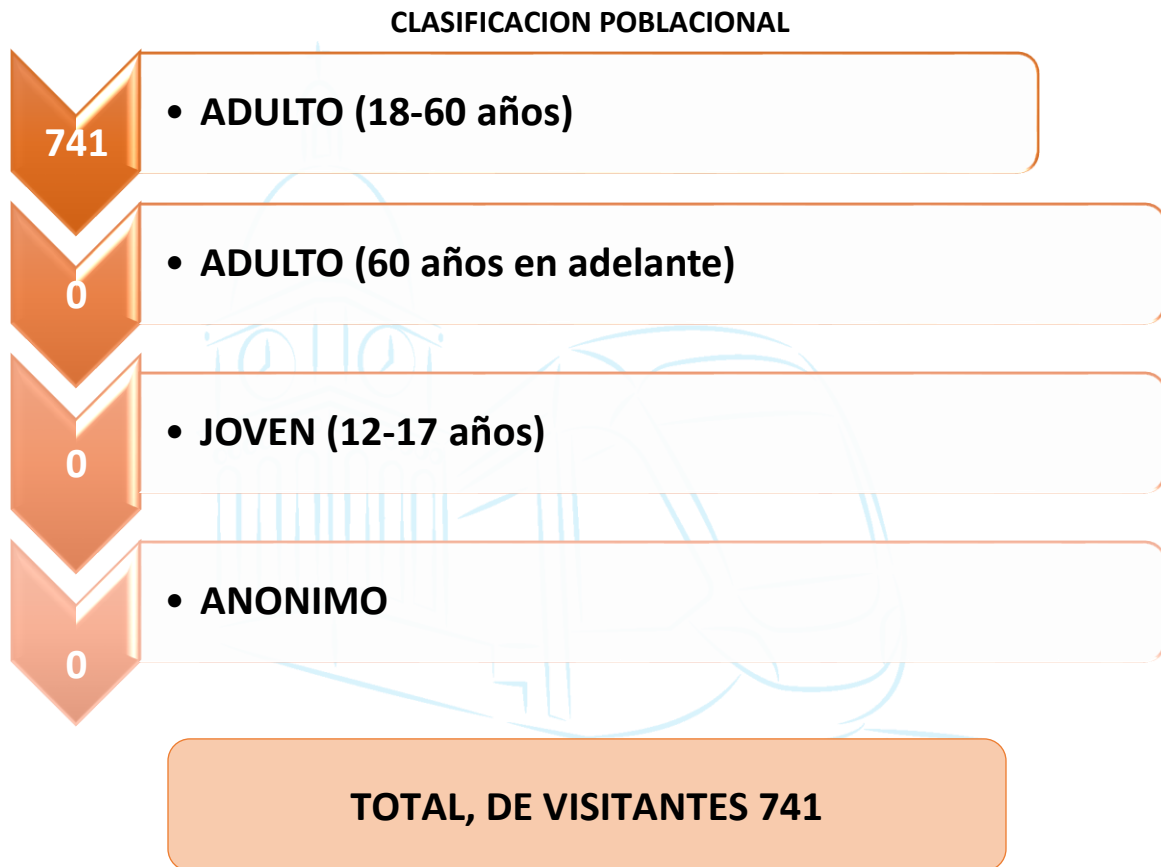 CLASIFICACION POBLACIONAL
741
• ADULTO (18-60 años)
0
• ADULTO (60 años en adelante)
0
• JOVEN (12-17 años)
0
• ANONIMO
TOTAL, DE VISITANTES 741